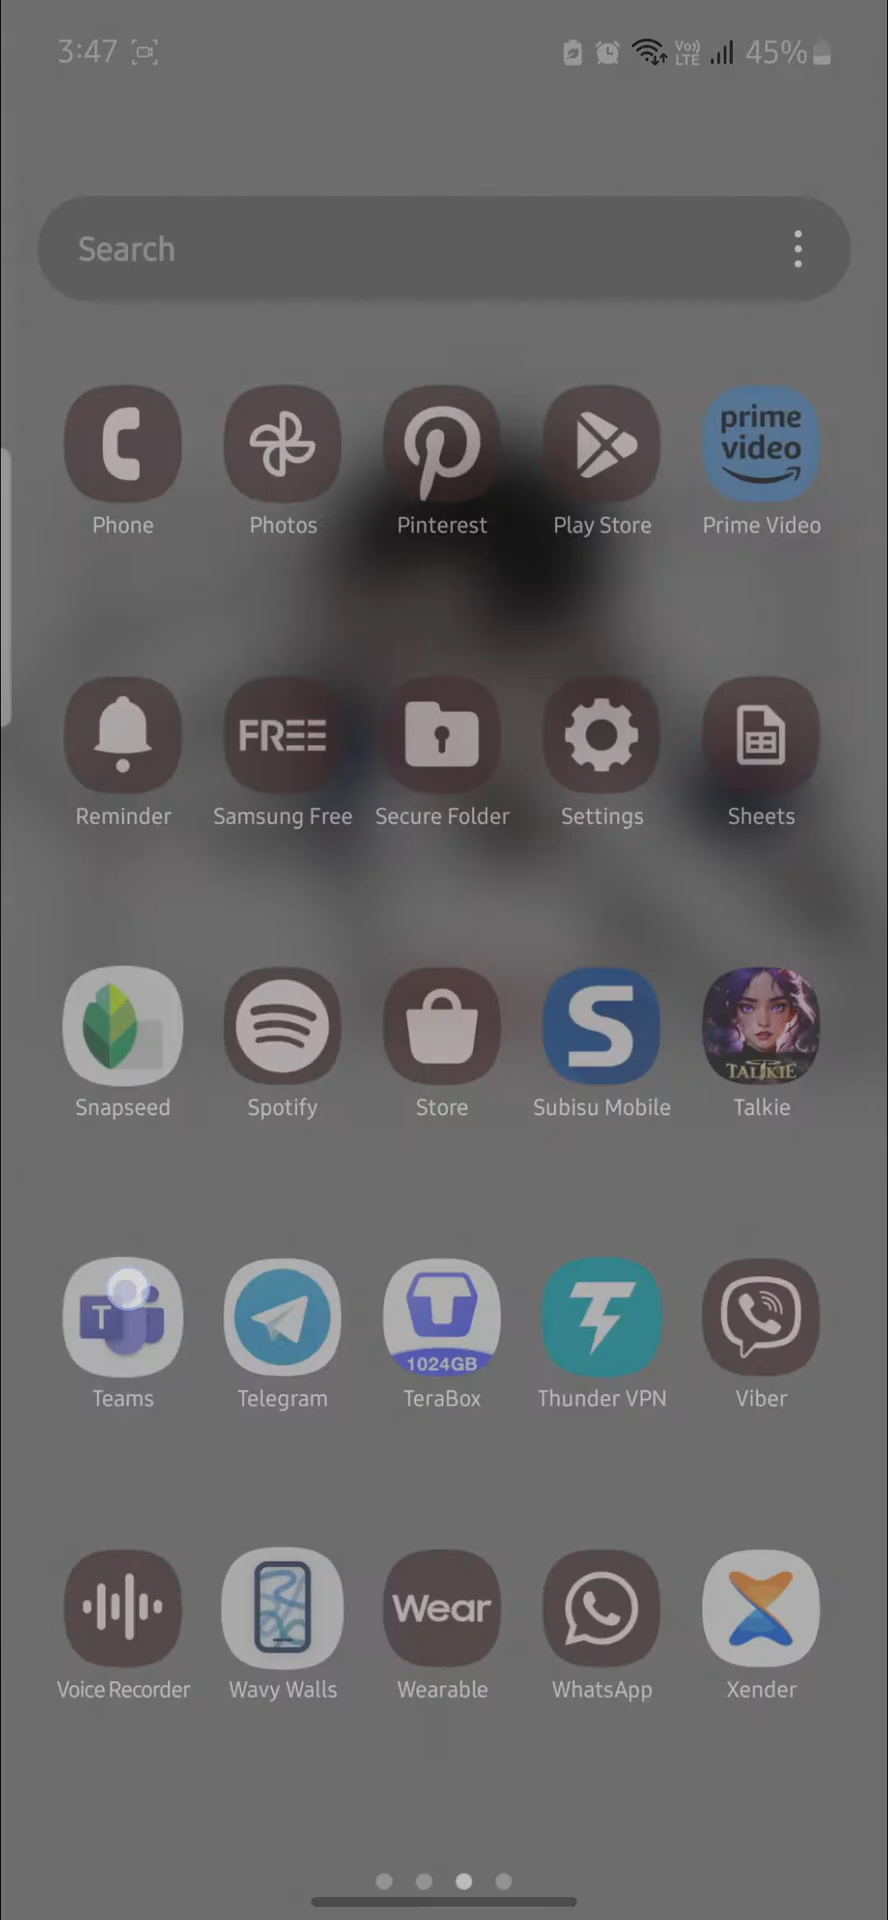 3:47 Vo)) LTE 45%
Search
prime video
Phone Photos Pinterest Play Store Prime Video
FREE
Reminder Samsung Free Secure Folder Settings Sheets
S TALKIE
Snapseed Spotify Store Subisu Mobile Talkie
T 1024GB
Teams Telegram TeraBox Thunder VPN Viber
Wear
Voice Recorder Wavy Walls Wearable WhatsApp Xender